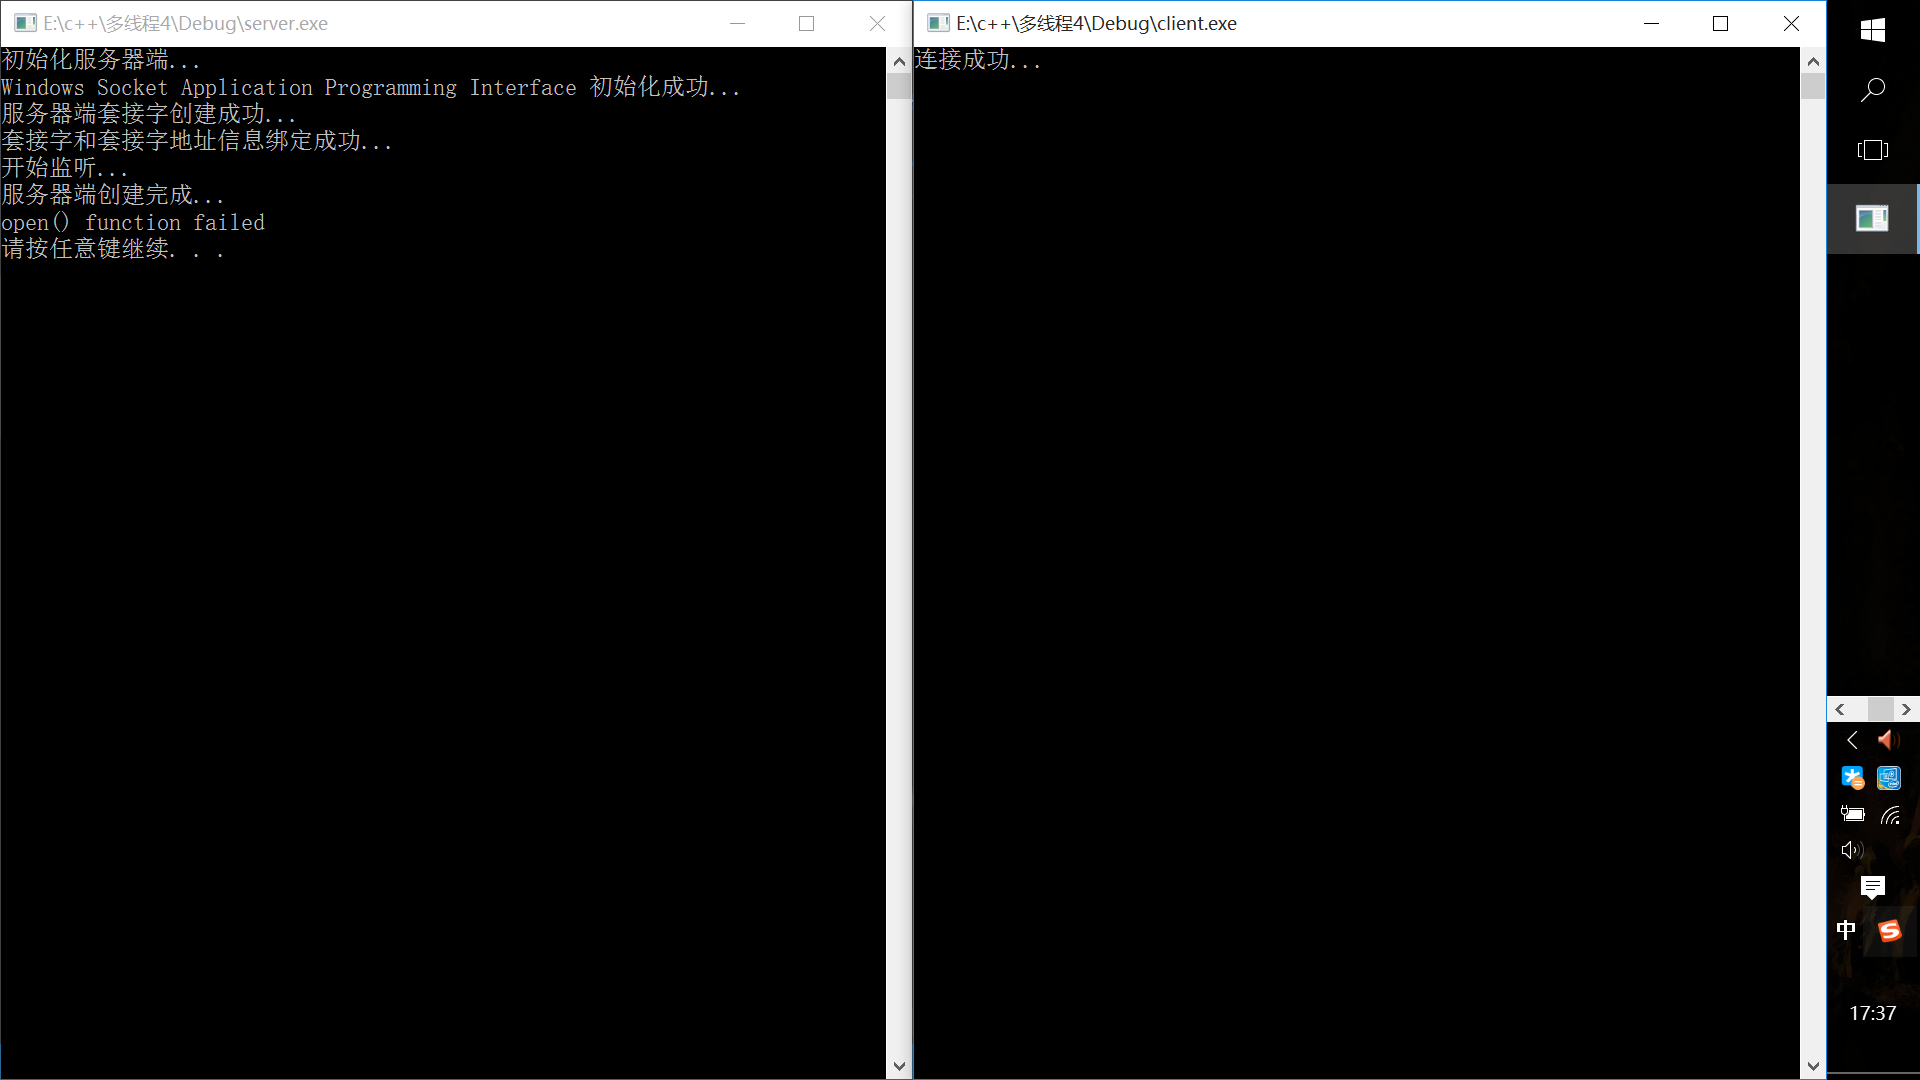 E:\c++\多线程4\Debug\server.exe
初始化服务器端...
Windows Socket Application Programming Interface 初始化成功...
服务器端套接字创建成功...
套接字和套接字地址信息绑定成功...
开始监听...
服务器端创建完成...
open() function failed
请按任意键继续. . .
E:\c++\多线程4\Debug\client.exe
连接成功...
中
17:37